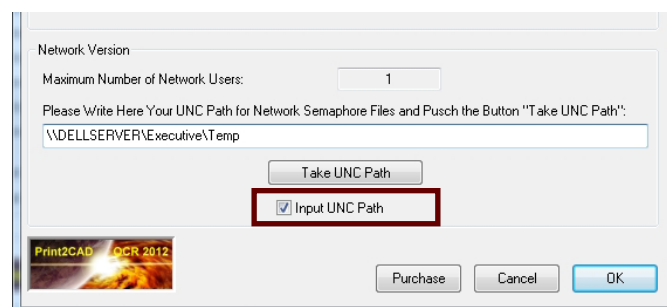 Network Version
Maximum Number of Network Users: 1
Please Write Here Your UNC Path for Network Semaphore Files and Pusch the Button "Take UNC Path":
\\DELLSERVER\Executive\Temp
Take UNC Path
Input UNC Path
Print2CAD OCR 2012
Purchase Cancel OK